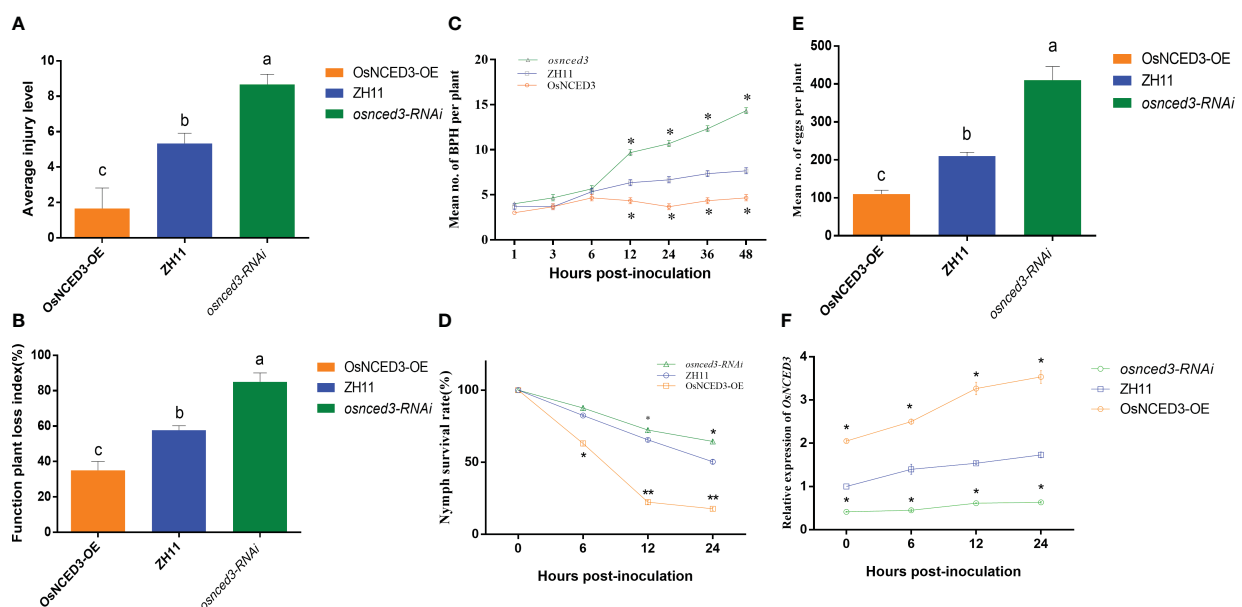 A
Average injury level
10
8
6
4
2
0
c
b
a
OsNCED3-OE
ZH11
osnced3-RNAi
OsNCED3-OE
ZH11
osnced3-RNAi
B
Function plant loss index(%)
100
80
60
40
20
0
c
b
a
OsNCED3-OE
ZH11
osnced3-RNAi
OsNCED3-OE
ZH11
osnced3-RNAi
C
Mean no. of BPH per plant
20
15
10
5
0
osnced3
ZH11
OsNCED3
* * * *
* * * *
1 3 6 12 24 36 48
Hours post-inoculation
D
Nymph survival rate(%)
100
50
0
osnced3-RNAi
ZH11
OsNCED3-OE
* *
* ** **
0 6 12 24
Hours post-inoculation
E
Mean no. of eggs per plant
500
400
300
200
100
0
c
b
a
OsNCED3-OE
ZH11
osnced3-RNAi
OsNCED3-OE
ZH11
osnced3-RNAi
F
Relative expression of OsNCED3
4
3
2
1
0
* * * *
* * * *
osnced3-RNAi
ZH11
OsNCED3-OE
0 6 12 24
Hours post-inoculation